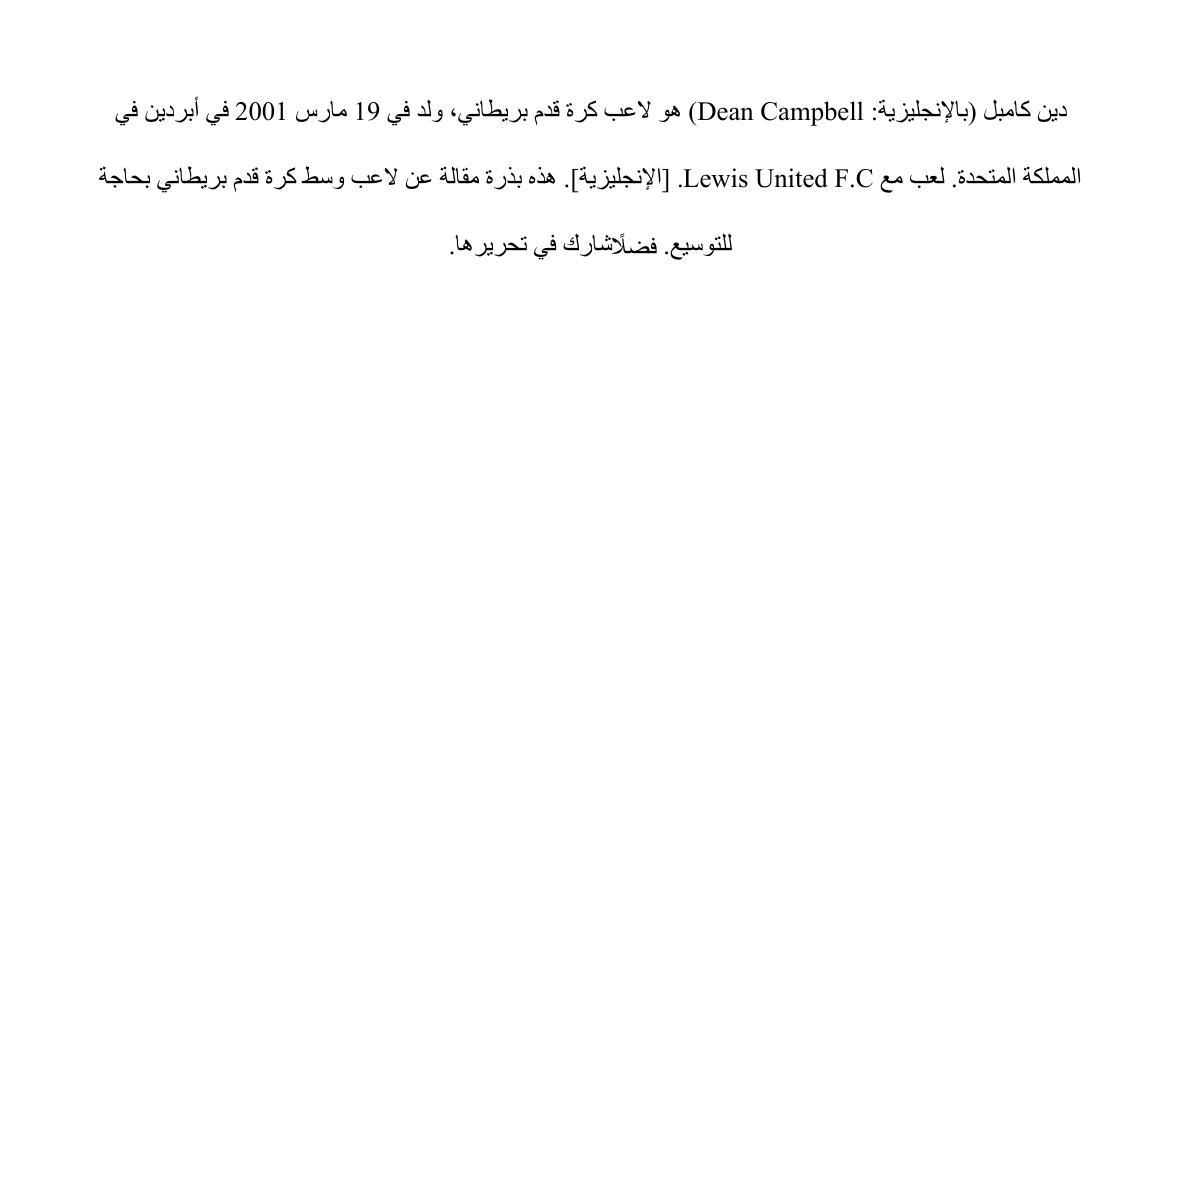 دين كامبل (بالإنجليزية: Dean Campbell) هو لاعب كرة قدم بريطاني، ولد في 19 مارس 2001 في أبردين في
المملكة المتحدة. لعب مع Lewis United F.C. [الإنجليزية]. هذه بذرة مقالة عن لاعب وسط كرة قدم بريطاني بحاجة
للتوسيع. فضلًاشارك في تحريرها.